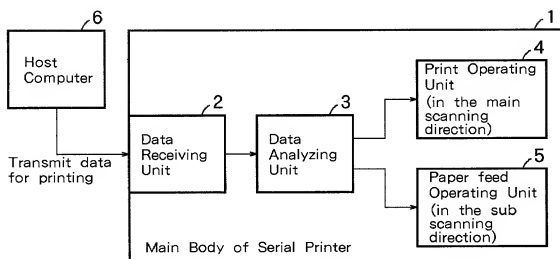 6
1
Host
Computer
2
3
4
Print Operating
Unit
(in the main
scanning
direction)
Data
Receiving
Unit
Data
Analyzing
Unit
Transmit data
for printing
5
Paper feed
Operating Unit
(in the sub
scanning
direction)
Main Body of Serial Printer